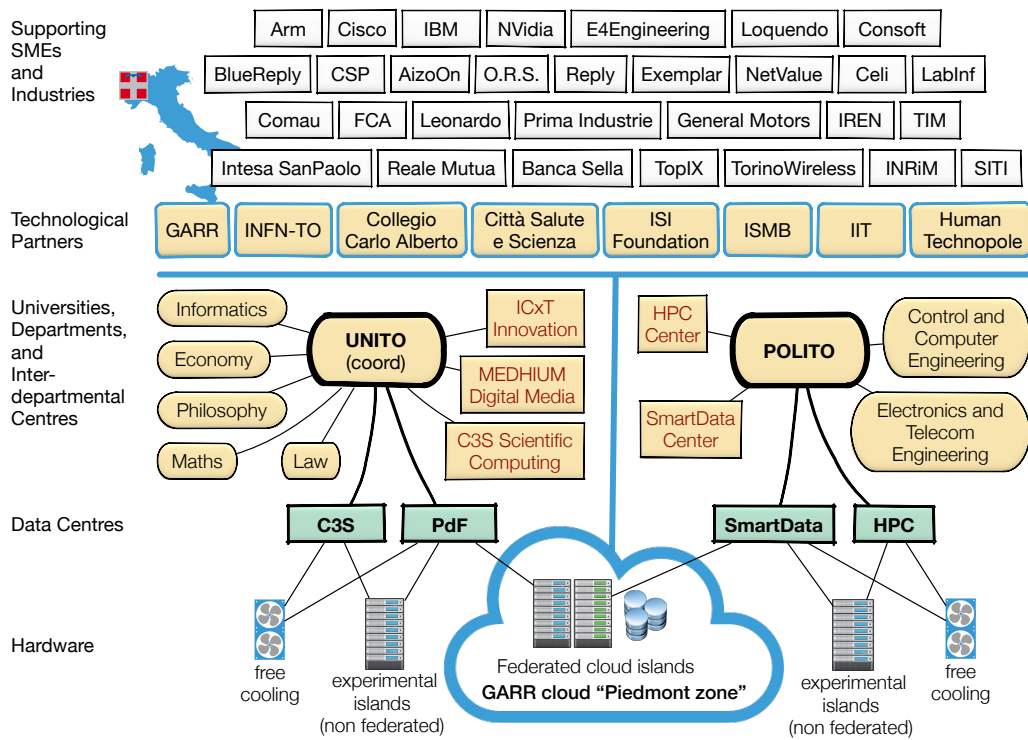 Supporting
SMEs
and
Industries
Arm
Cisco
IBM
NVidia
E4Engineering
Loquendo
Consoft
BlueReply
CSP
AizoOn
O.R.S.
Reply
Exemplar
NetValue
Celi
LabInf
Comau
FCA
Leonardo
Prima Industrie
General Motors
IREN
TIM
Intesa SanPaolo
Reale Mutua
Banca Sella
TopIX
TorinoWireless
INRiM
SITI
Technological
Partners
GARR
INFN-TO
Collegio
Carlo Alberto
Città Salute
e Scienza
ISI
Foundation
ISMB
IIT
Human
Technopole
Universities,
Departments,
and
Inter-
departmental
Centres
Informatics
Economy
Philosophy
Maths
Law
UNITO
(coord)
ICxT
Innovation
MEDHIUM
Digital Media
C3S Scientific
Computing
HPC
Center
SmartData
Center
POLITO
Control and
Computer
Engineering
Electronics and
Telecom
Engineering
Data Centres
C3S
PdF
SmartData
HPC
Hardware
free
cooling
experimental
islands
(non federated)
Federated cloud islands
GARR cloud “Piedmont zone”
experimental
islands
(non federated)
free
cooling